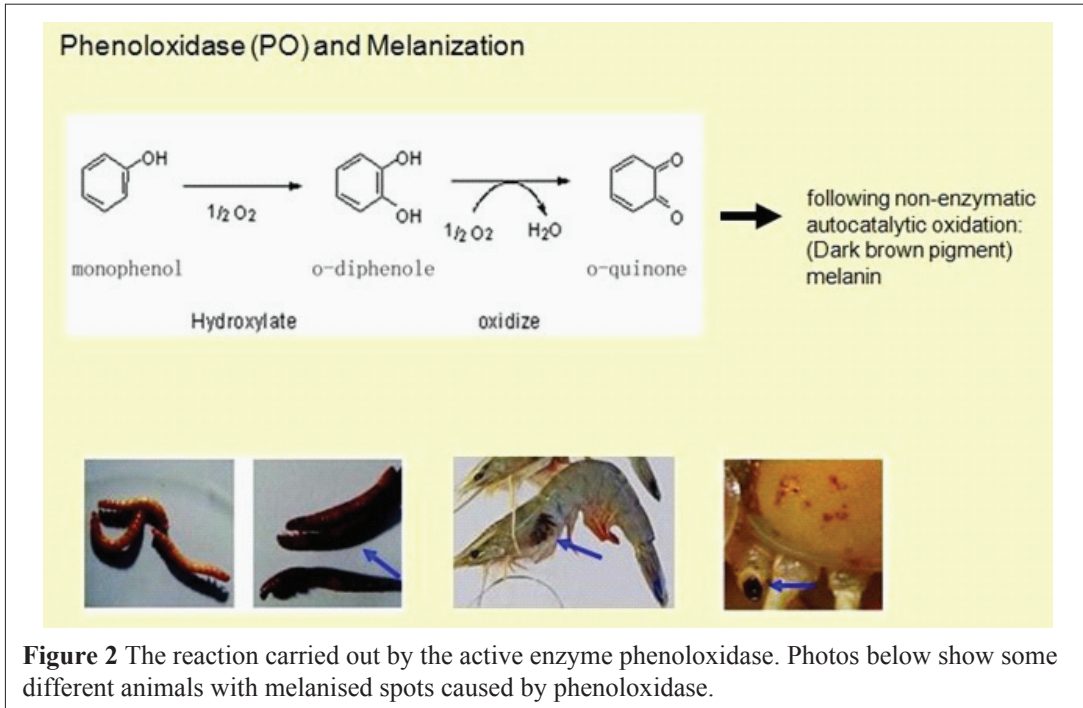 Phenoloxidase (PO) and Melanization
OH
1/2 O2
monophenol
OH
OH
o-diphenole
1/2 O2
H2O
O
O
o-quinone
Hydroxylate
oxidize
following non-enzymatic
autocatalytic oxidation:
(Dark brown pigment)
melanin
Figure 2 The reaction carried out by the active enzyme phenoloxidase. Photos below show some
different animals with melanised spots caused by phenoloxidase.